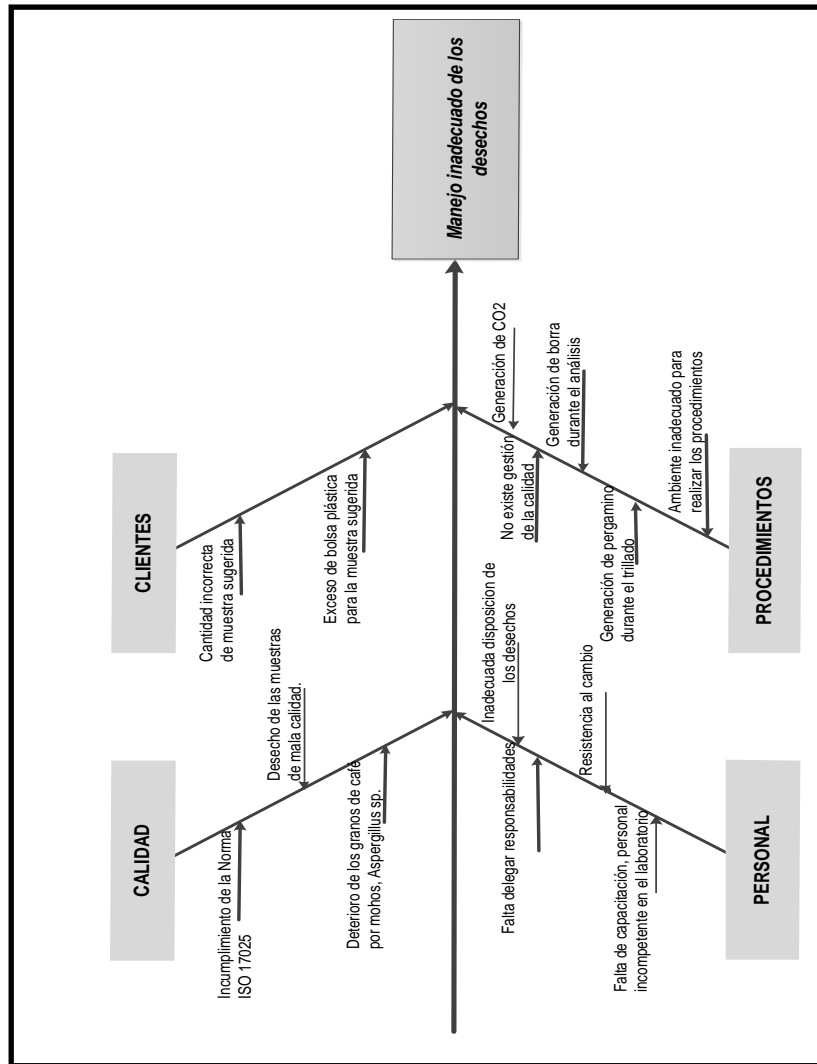 CALIDAD
Incumplimiento de la Norma
ISO 17025
Desecho de las muestras
de mala calidad.
Deterioro de los granos de café
por mohos, Aspergillus sp.
CLIENTES
Cantidad incorrecta
de muestra sugerida
Exceso de bolsa plástica
para la muestra sugerida
Manejo inadecuado de los
desechos
Inadecuada disposicion de
los desechos
Falta delegar responsabilidades
Resistencia al cambio
Falta de capacitación, personal
incompetente en el laboratorio
PERSONAL
Generación de CO2
No existe gestión
de la calidad
Generación de borra
durante el análisis
Generación de pergamino
durante el trillado
Ambiente inadecuado para
realizar los procedimientos
PROCEDIMIENTOS